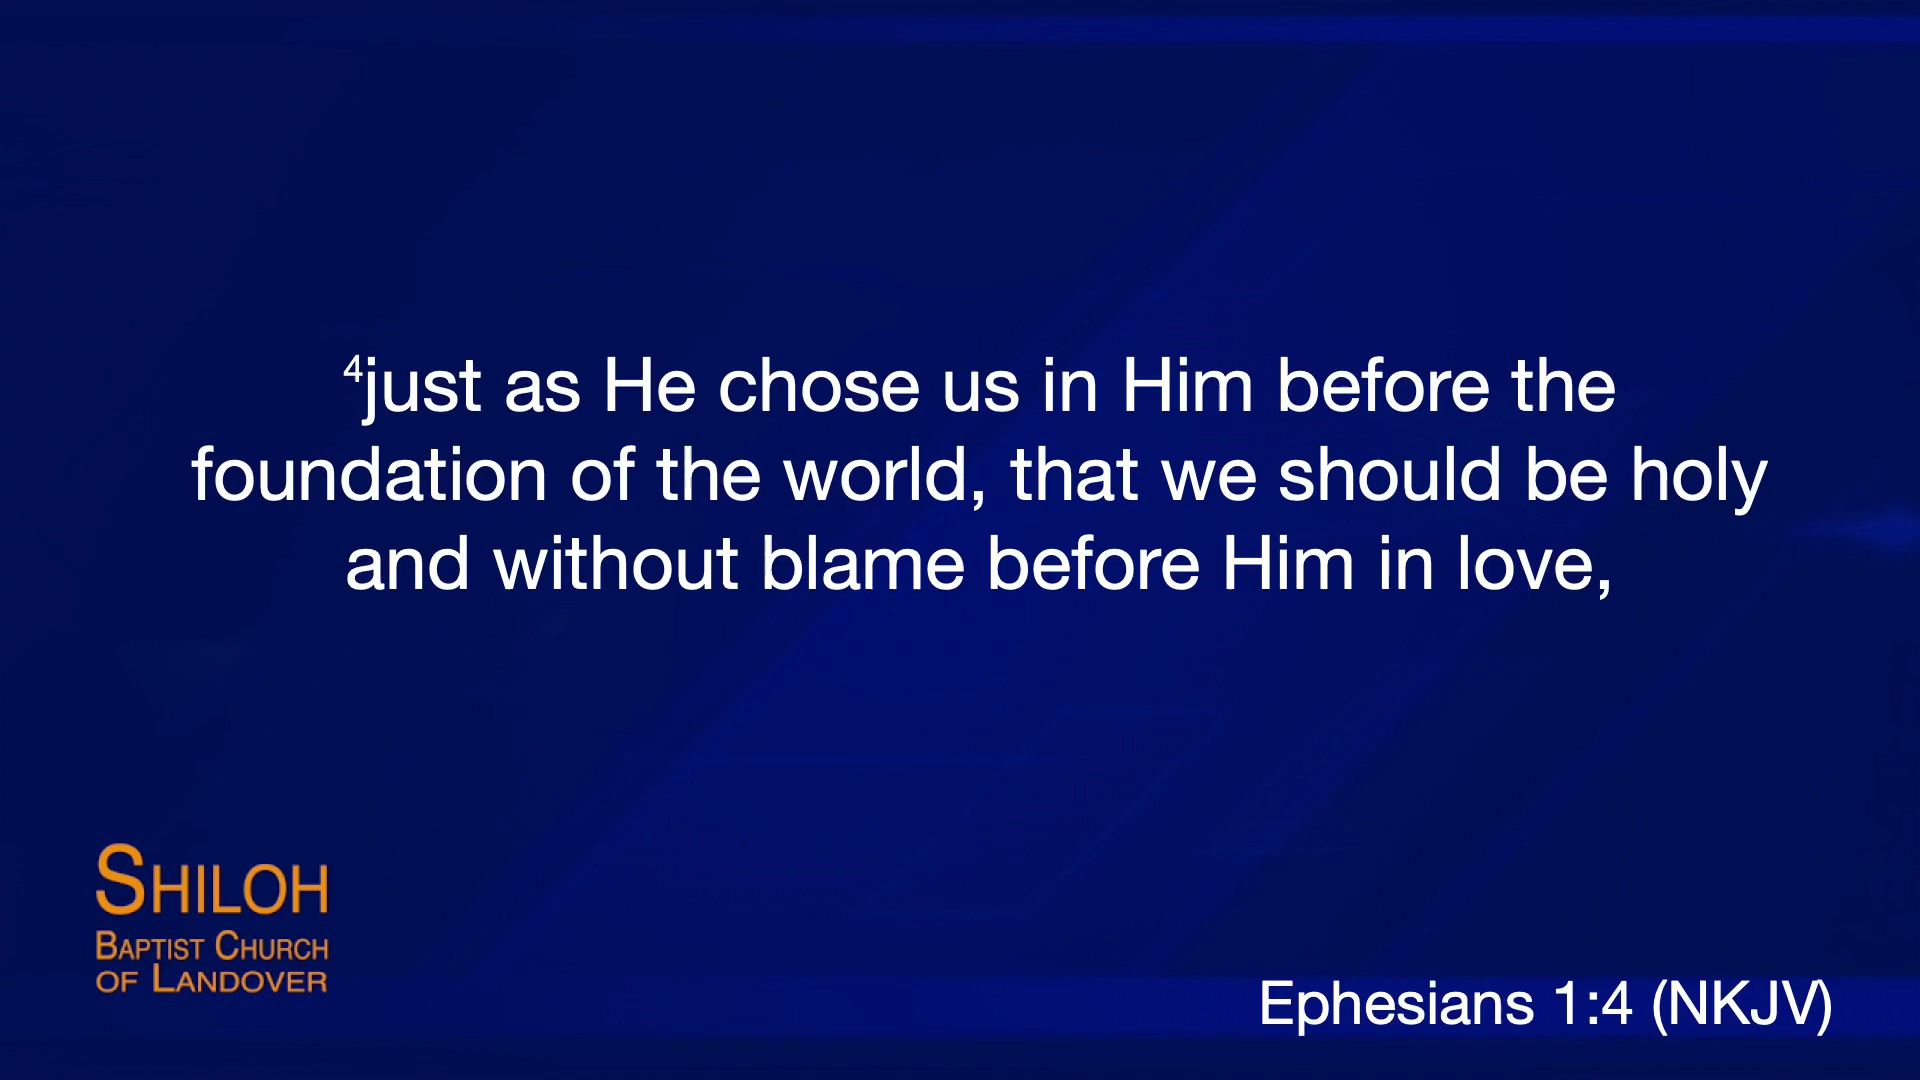 ⁴just as He chose us in Him before the
foundation of the world, that we should be holy
and without blame before Him in love,
SHILOH
BAPTIST CHURCH
OF LANDOVER
Ephesians 1:4 (NKJV)